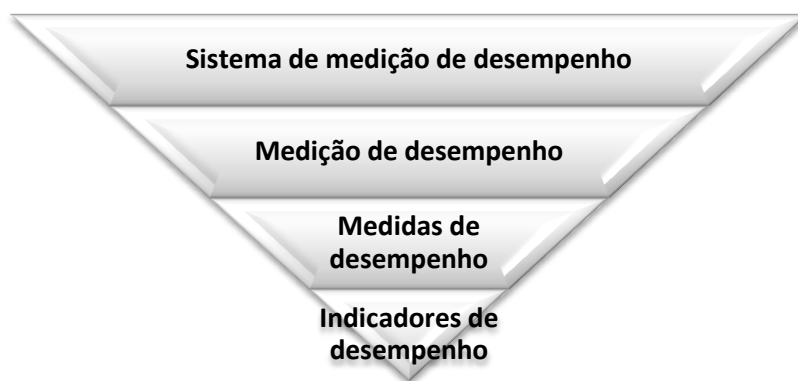 Sistema de medição de desempenho
Medição de desempenho
Medidas de
desempenho
Indicadores de
desempenho